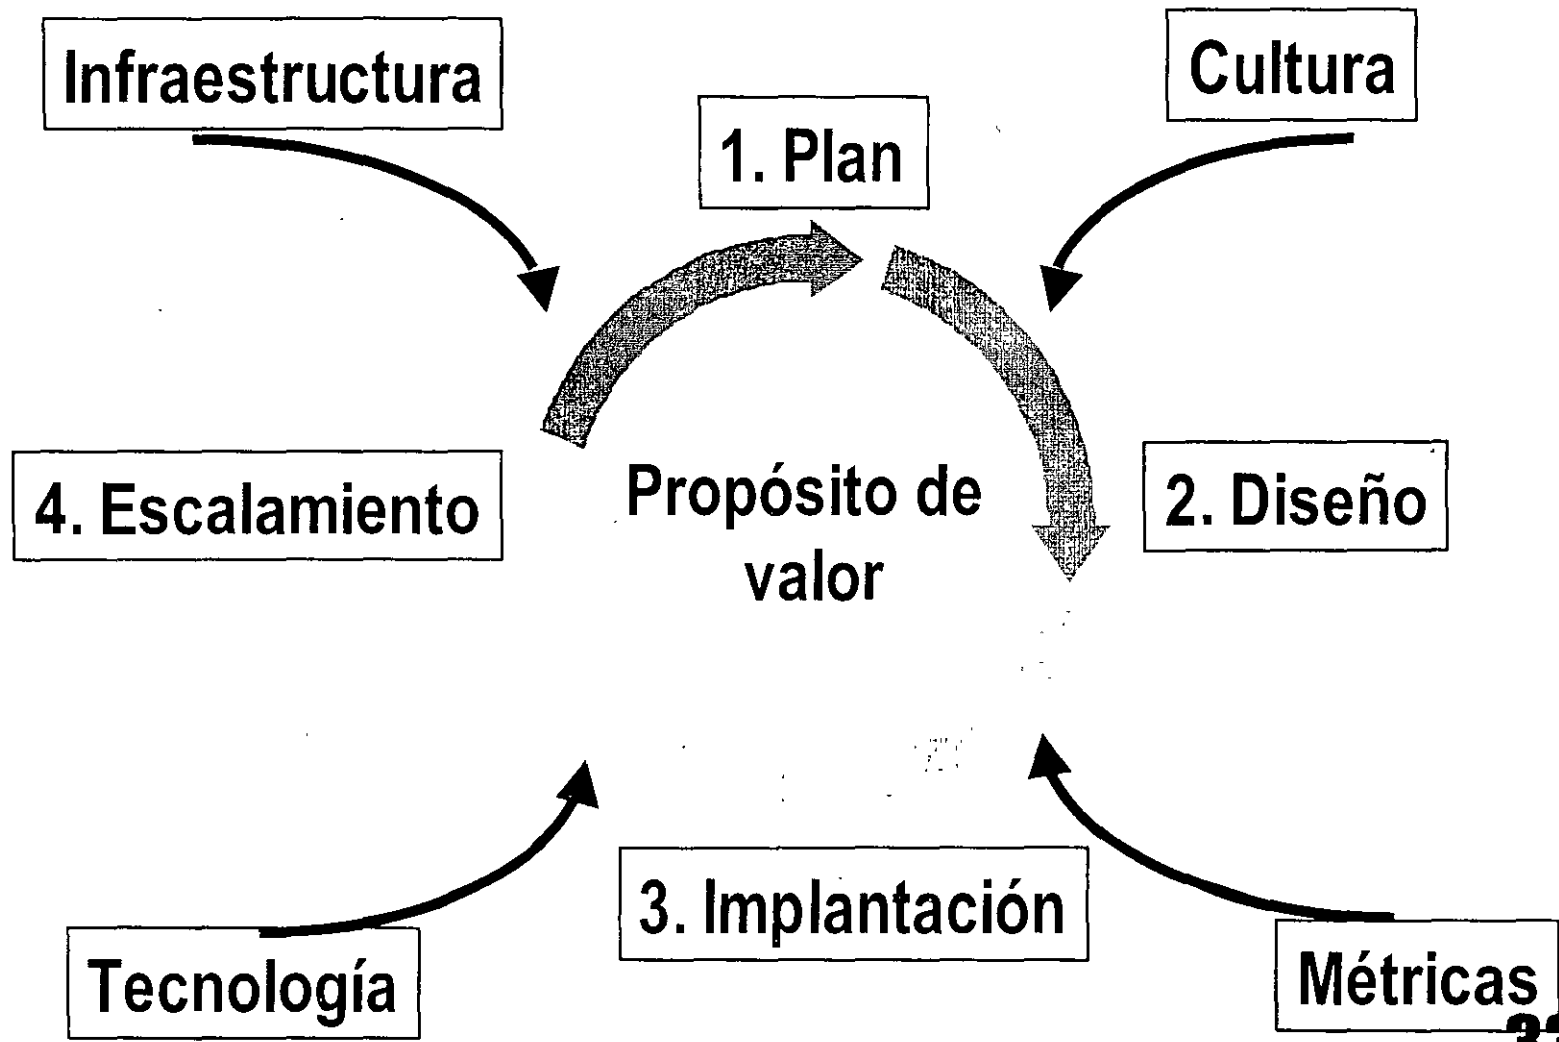 Infraestructura
Cultura
1. Plan
4. Escalamiento
Propósito de
valor
2. Diseño
3. Implantación
Tecnología
Métricas